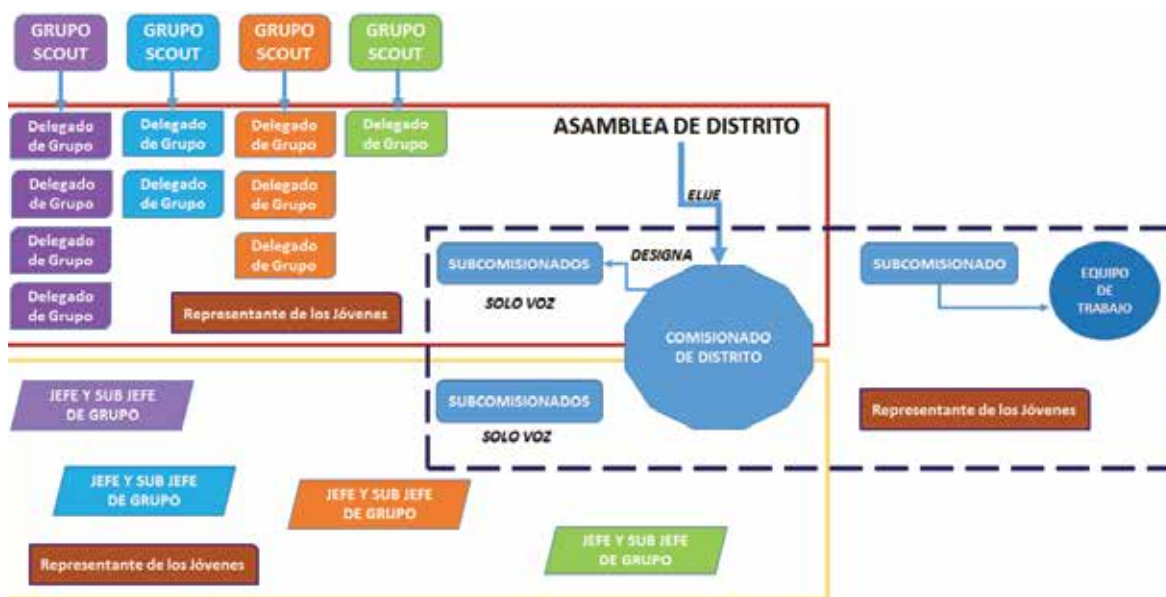 GRUPO
SCOUT
GRUPO
SCOUT
GRUPO
SCOUT
GRUPO
SCOUT
Delegado
de Grupo
Delegado
de Grupo
Delegado
de Grupo
Delegado
de Grupo
ASAMBLEA DE DISTRITO
Delegado
de Grupo
Delegado
de Grupo
Delegado
de Grupo
ELIJE
Delegado
de Grupo
Delegado
de Grupo
DESIGNA
SUBCOMISIONADOS
SUBCOMISIONADO
EQUIPO
DE
TRABAJO
Delegado
de Grupo
Representante de los Jóvenes
SOLO VOZ
COMISIONADO
DE DISTRITO
JEFE Y SUB JEFE
DE GRUPO
SUBCOMISIONADOS
Representante de los Jóvenes
SOLO VOZ
JEFE Y SUB JEFE
DE GRUPO
JEFE Y SUB JEFE
DE GRUPO
JEFE Y SUB JEFE
DE GRUPO
Representante de los Jóvenes